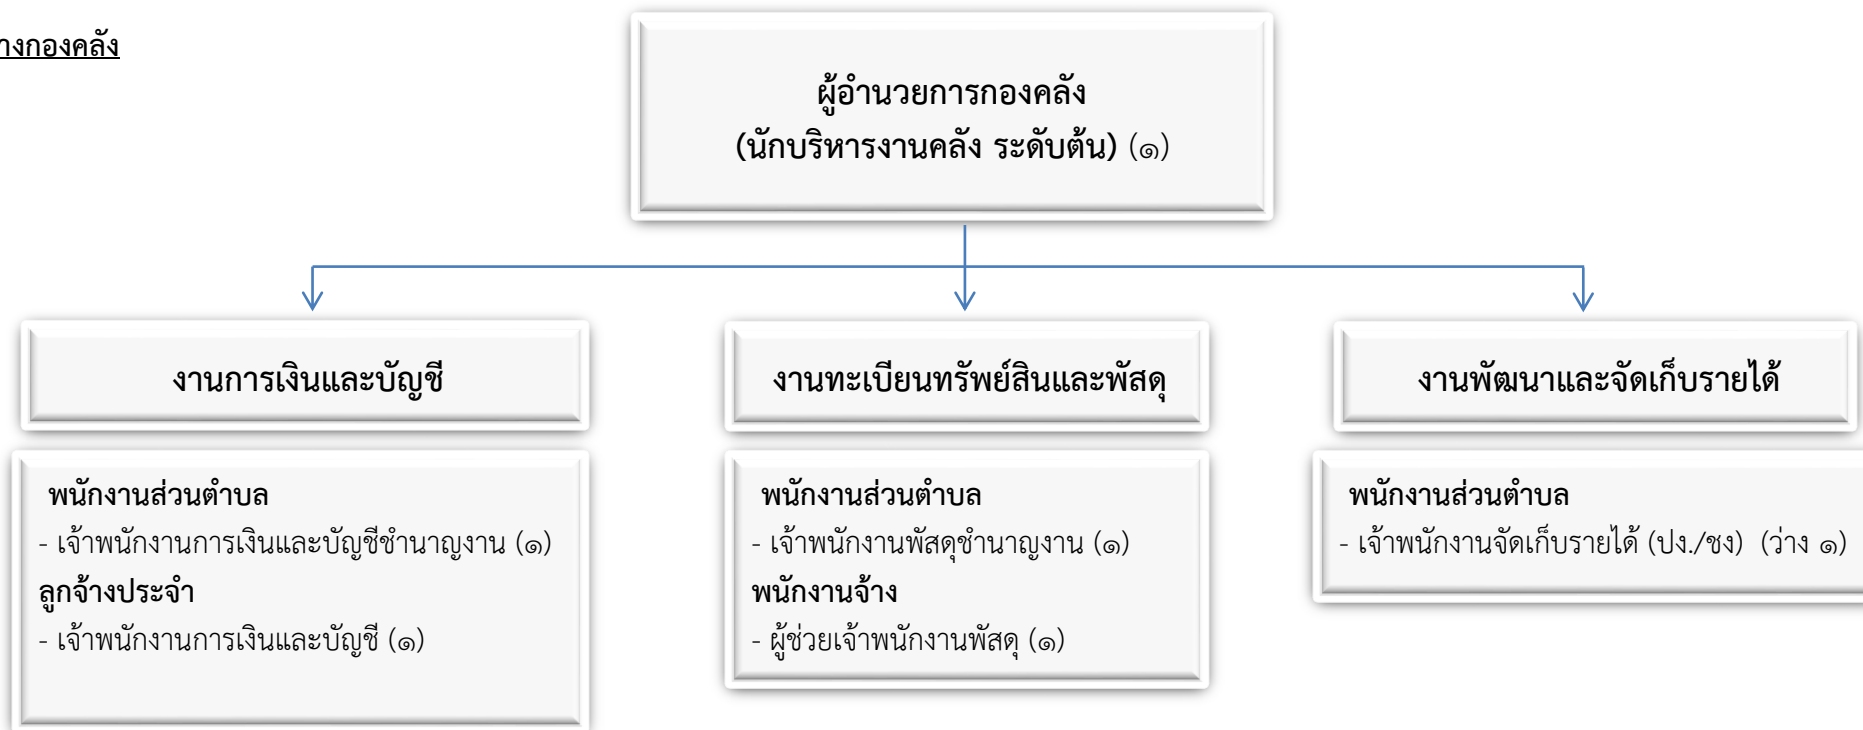 างกองคลัง
ผู้อำนวยการกองคลัง
(นักบริหารงานคลัง ระดับต้น) (๑)
งานการเงินและบัญชี
พนักงานส่วนตำบล
- เจ้าพนักงานการเงินและบัญชีชำนาญงาน (๑)
ลูกจ้างประจำ
- เจ้าพนักงานการเงินและบัญชี (๑)
งานทะเบียนทรัพย์สินและพัสดุ
พนักงานส่วนตำบล
- เจ้าพนักงานพัสดุชำนาญงาน (๑)
พนักงานจ้าง
- ผู้ช่วยเจ้าพนักงานพัสดุ (๑)
งานพัฒนาและจัดเก็บรายได้
พนักงานส่วนตำบล
- เจ้าพนักงานจัดเก็บรายได้ (ปง./ชง) (ว่าง ๑)